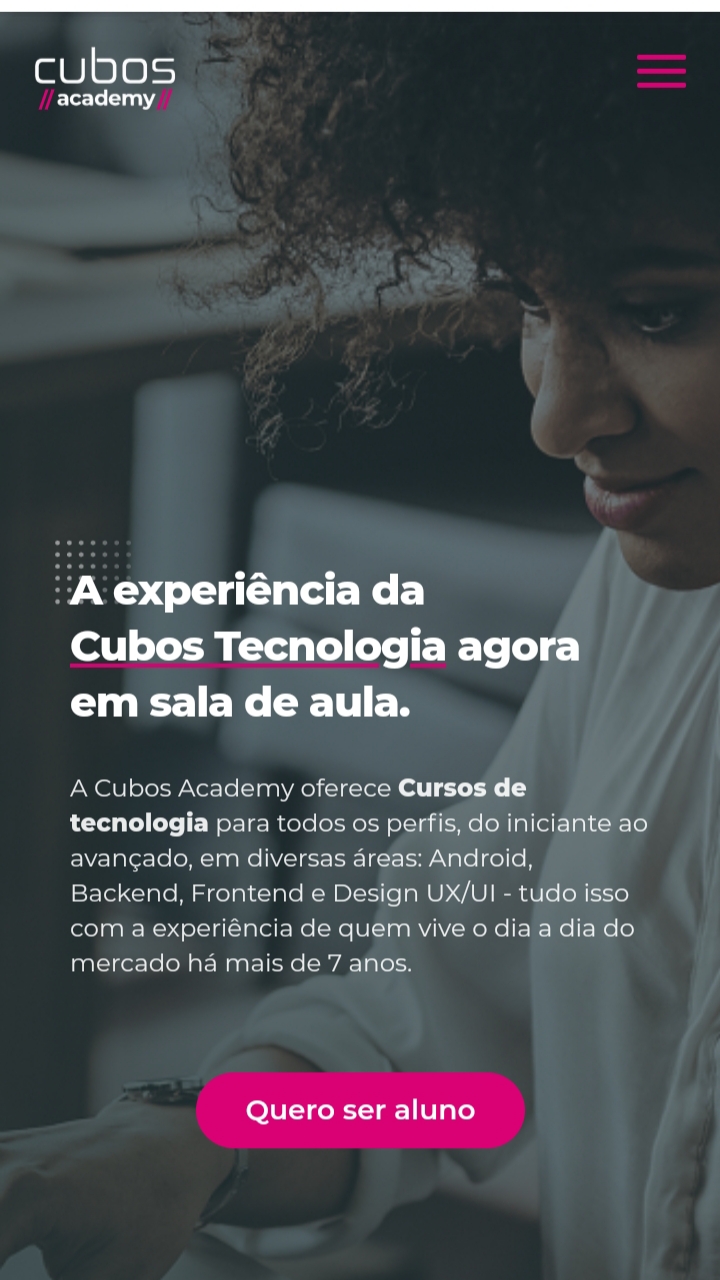 cubos
//academy//
A experiência da
Cubos Tecnologia agora
em sala de aula.
A Cubos Academy oferece Cursos de
tecnologia para todos os perfis, do iniciante ao
avançado, em diversas áreas: Android,
Backend, Frontend e Design UX/UI - tudo isso
com a experiência de quem vive o dia a dia do
mercado há mais de 7 anos.
Quero ser aluno